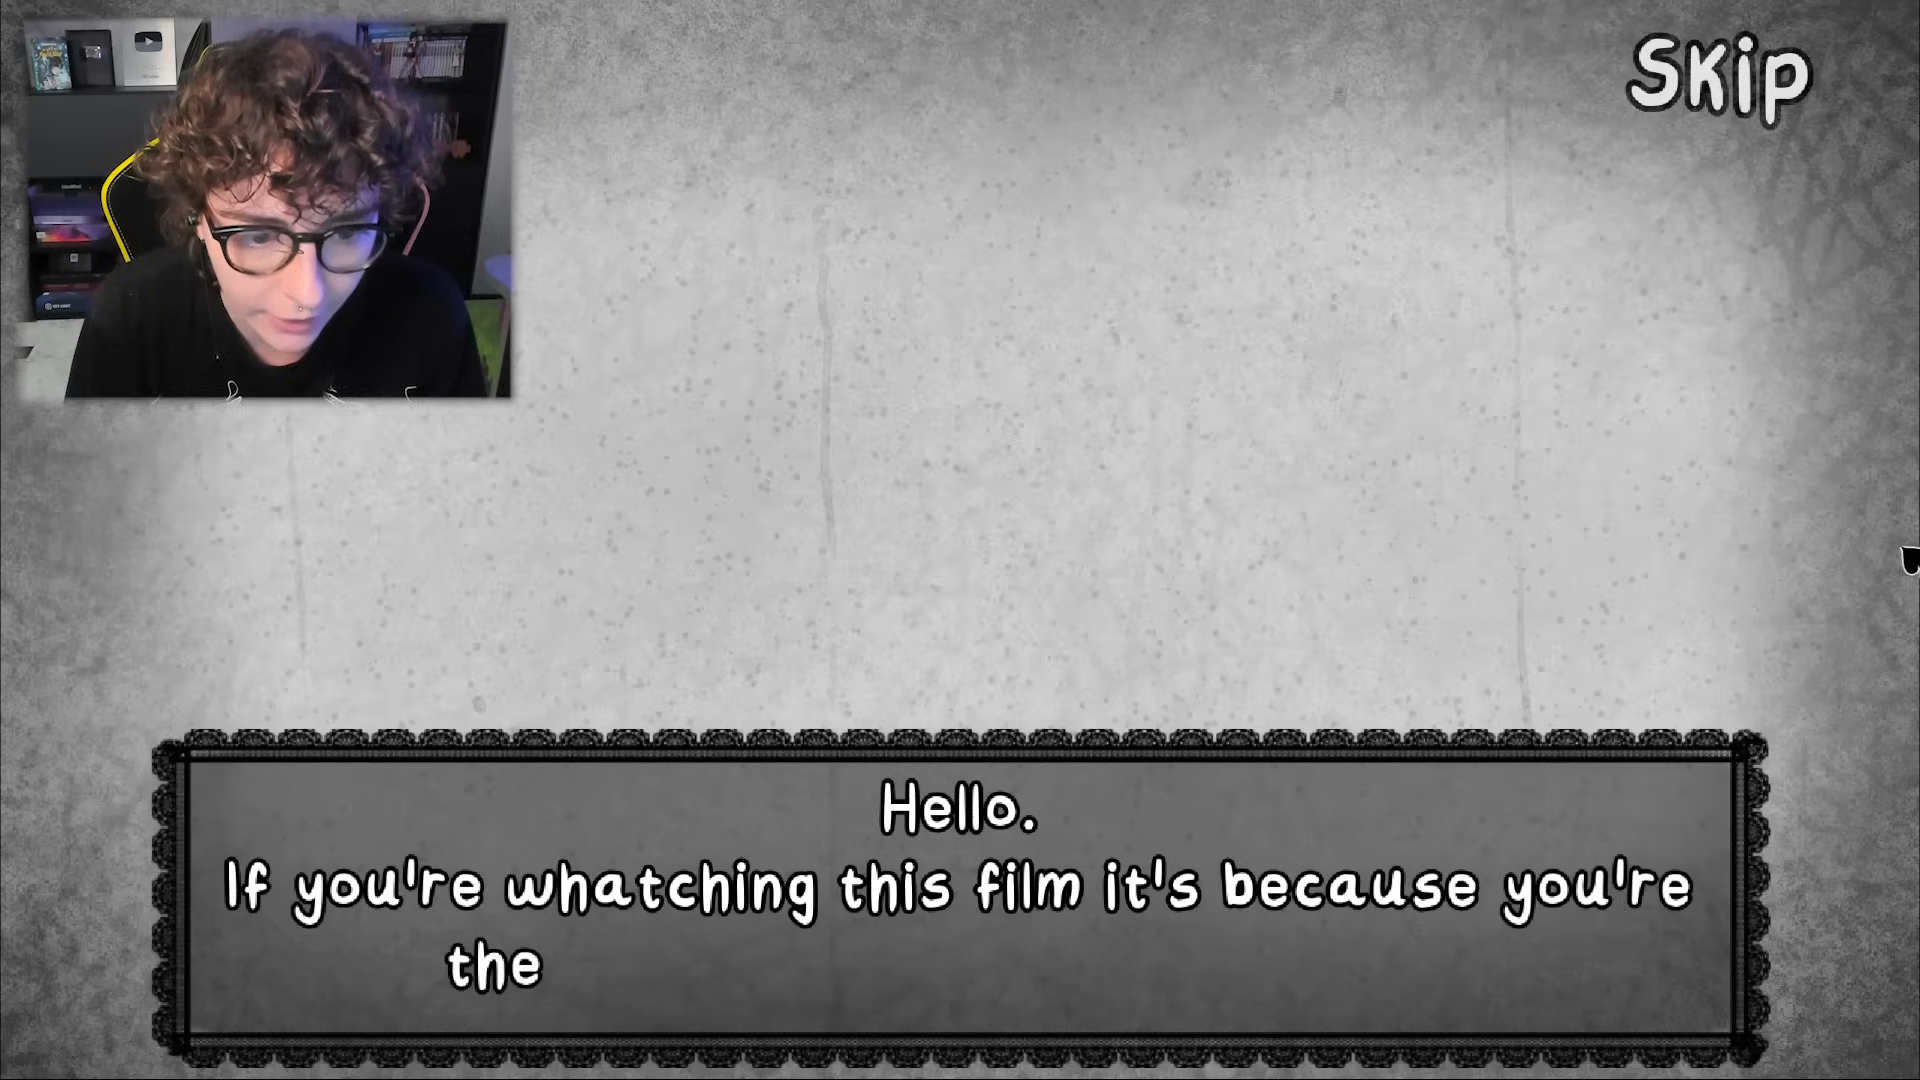 Skip
Hello.
If you're whatching this film it's because you're
the